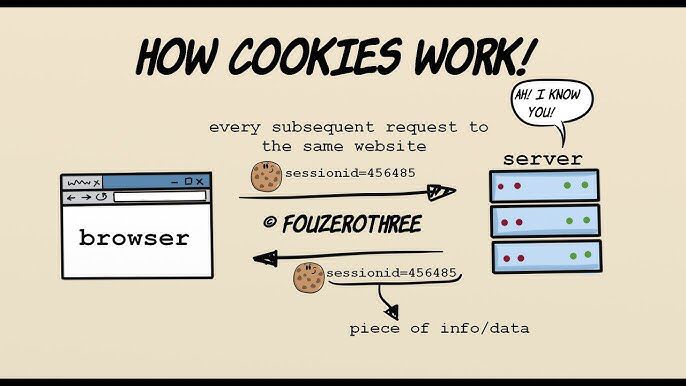 HOW COOKIES WORK!
AH! I KNOW
YOU!
every subsequent request to
the same website
server
sessionid=456485
browser
© FOUZEROTHREE
sessionid=456485
piece of info/data